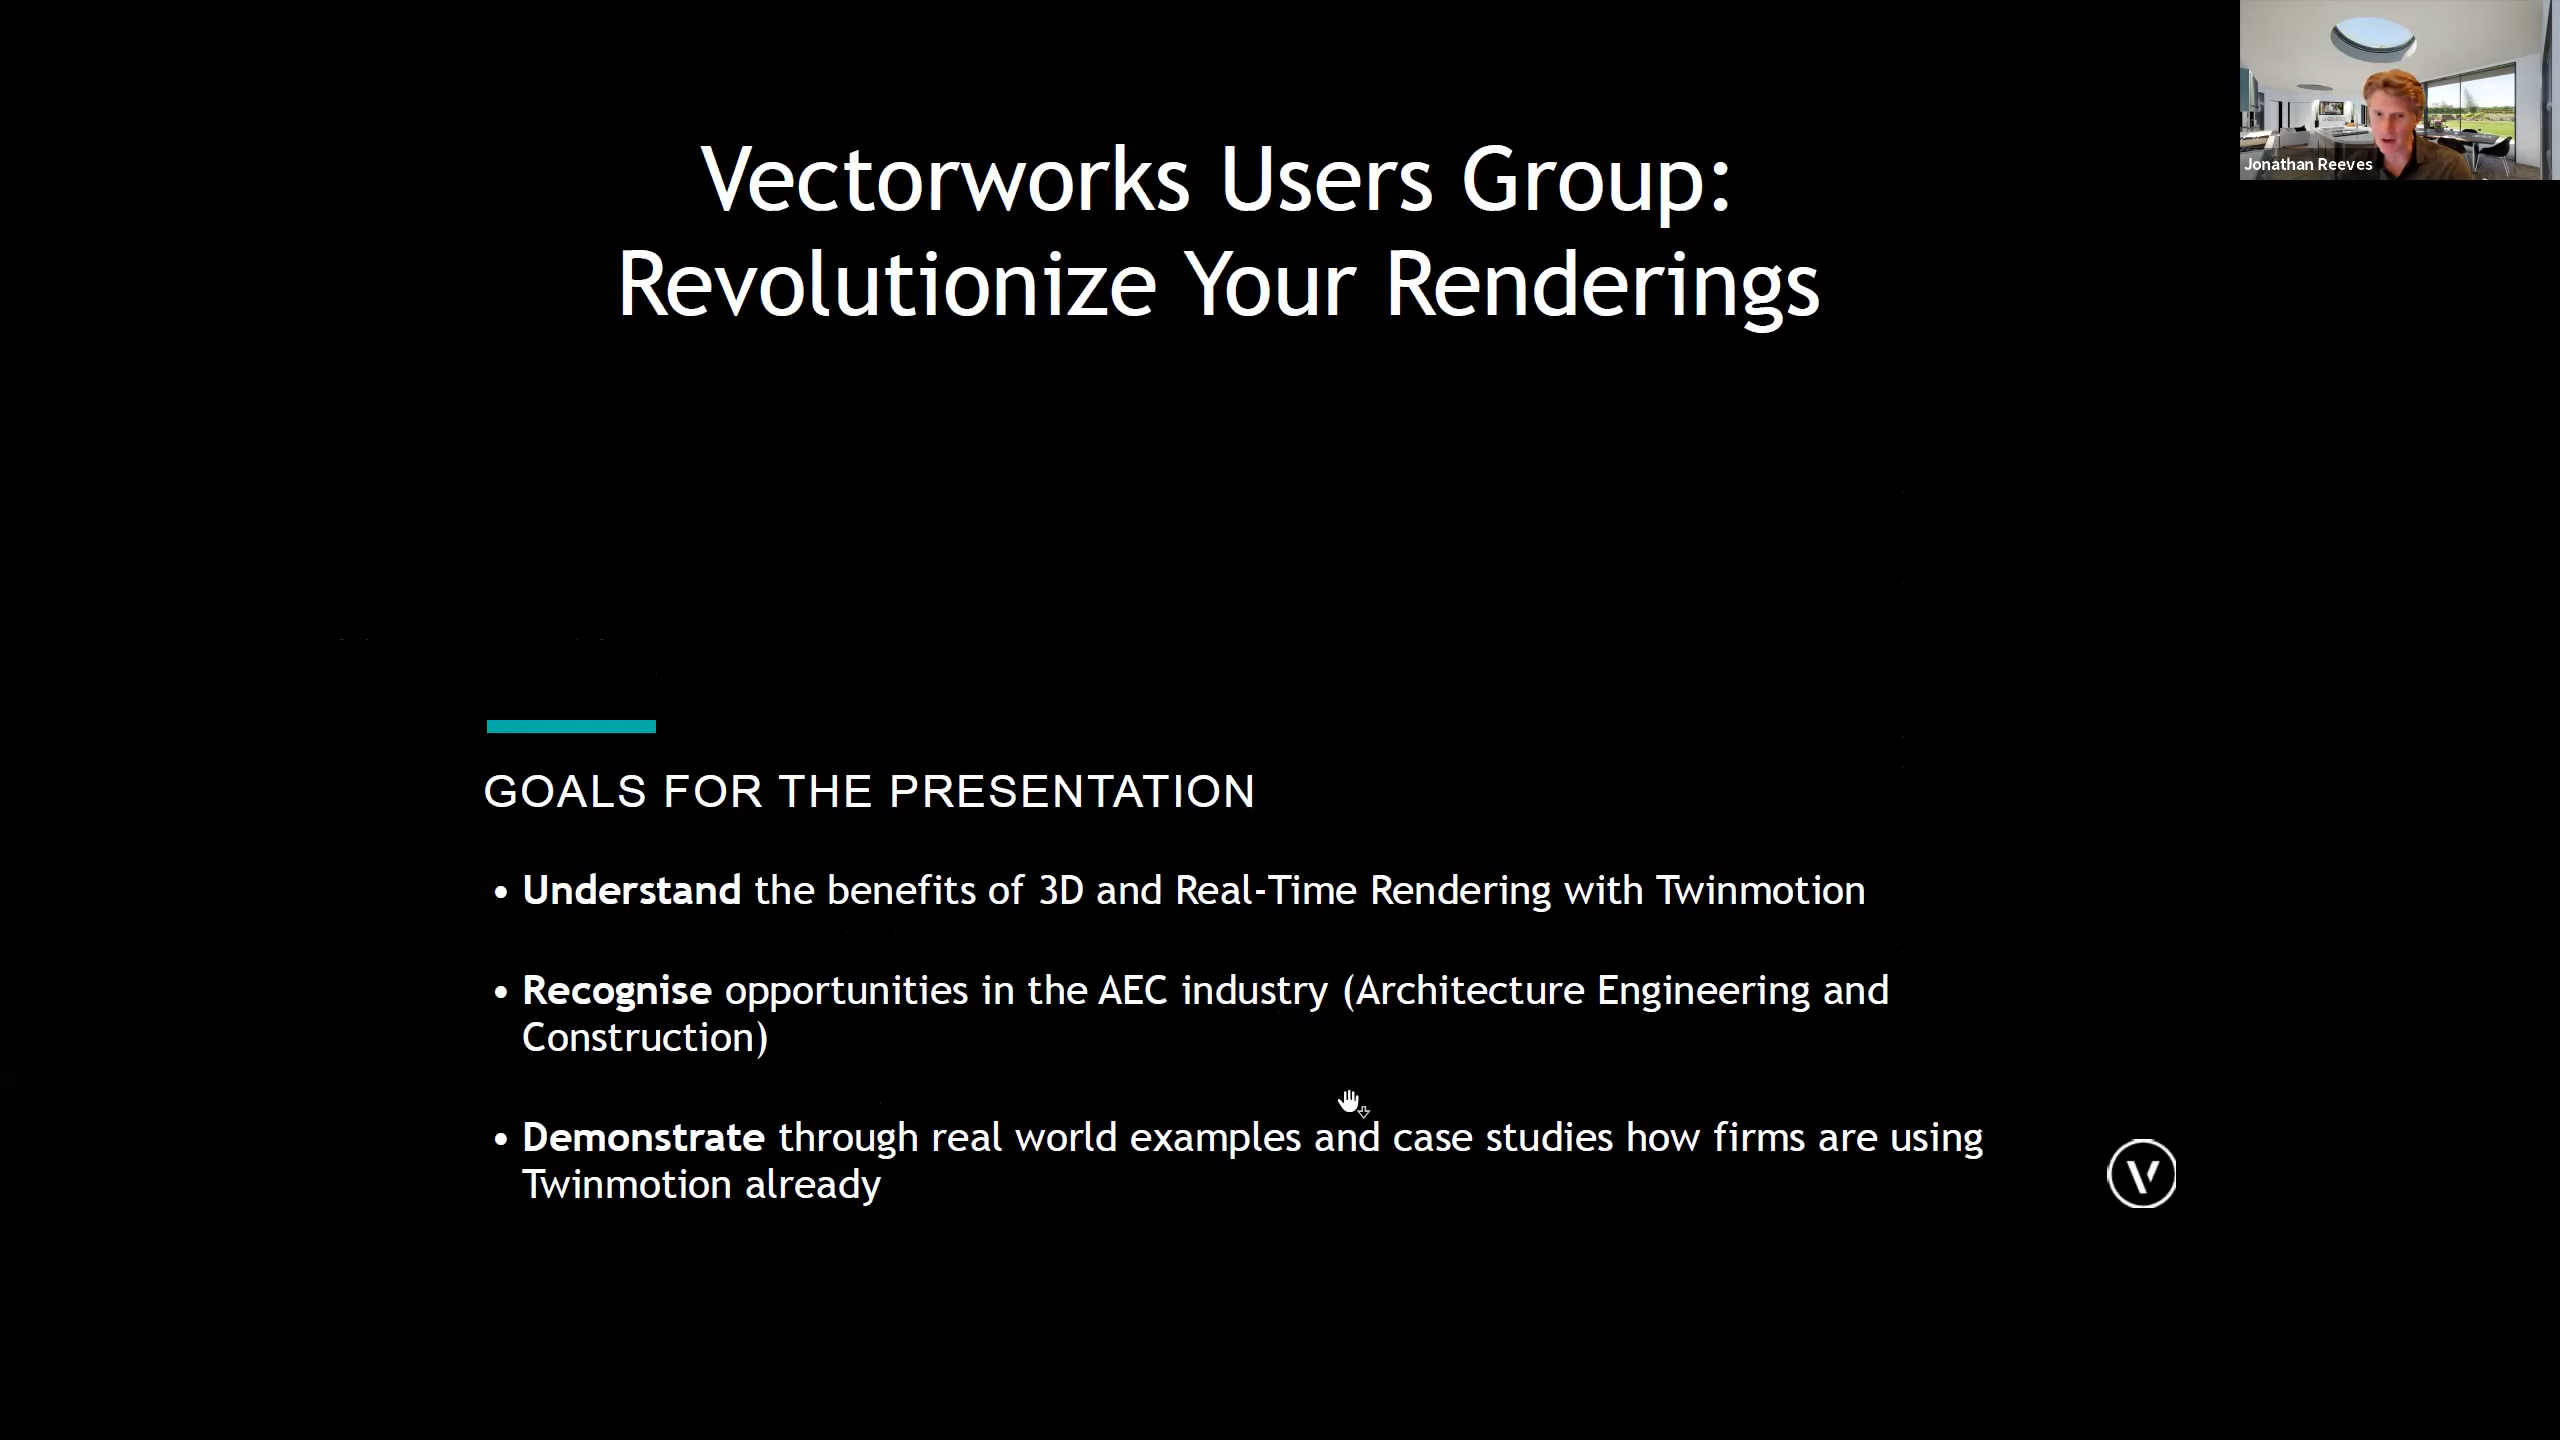 Vectorworks Users Group:
Revolutionize Your Renderings
Jonathan Reeves
GOALS FOR THE PRESENTATION
• Understand the benefits of 3D and Real-Time Rendering with Twinmotion
• Recognise opportunities in the AEC industry (Architecture Engineering and
Construction)
• Demonstrate through real world examples and case studies how firms are using
Twinmotion already